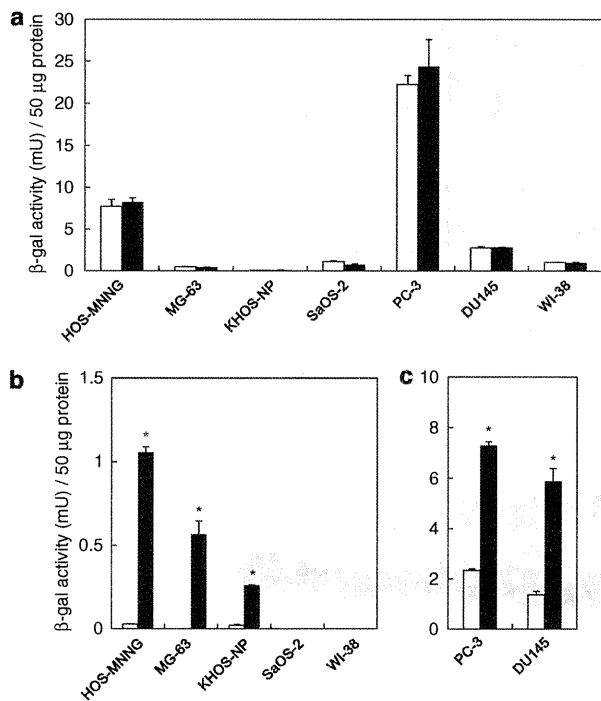 a
β-gal activity (mU) / 50 µg protein
30
25
20
15
10
5
0
HOS-MNNG
MG-63
KHOS-NP
SaOS-2
PC-3
DU145
WI-38
b
β-gal activity (mU) / 50 µg protein
1.5
1
0.5
0
*
*
*
HOS-MNNG
MG-63
KHOS-NP
SaOS-2
WI-38
c
10
8
6
4
2
0
*
*
PC-3
DU145